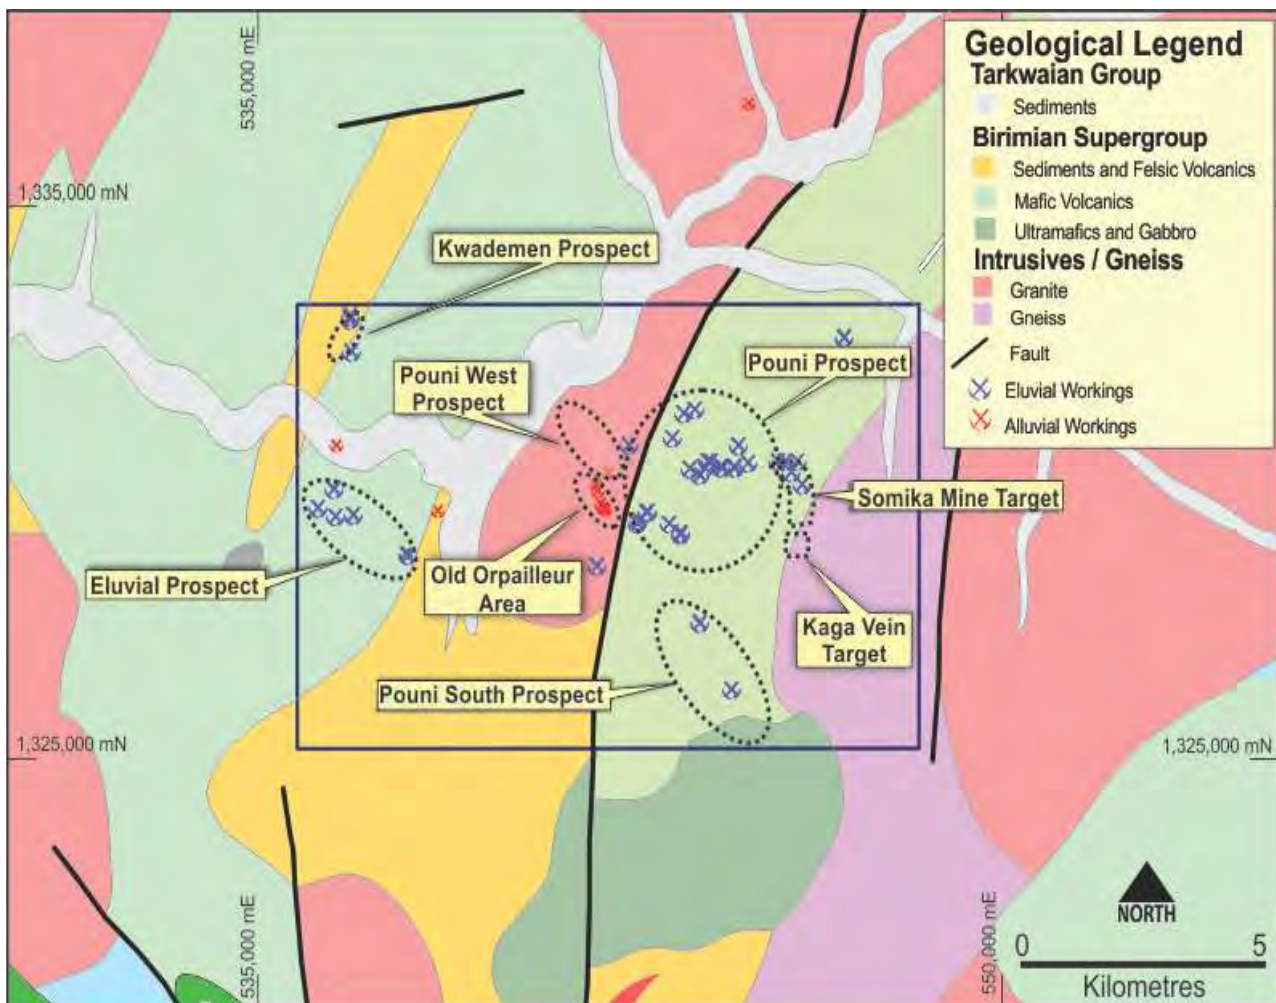 535,000 mE
1,335,000 mN
Kwademen Prospect
Pouni West
Prospect
Pouni Prospect
Somika Mine Target
Eluvial Prospect
Old Orpailleur
Area
Kaga Vein
Target
Pouni South Prospect
1,325,000 mN
1,325,000 mN
535,000 mE
550,000 mE
Geological Legend
Tarkwaian Group
Sediments
Birimian Supergroup
Sediments and Felsic Volcanics
Mafic Volcanics
Ultramafics and Gabbro
Intrusives / Gneiss
Granite
Gneiss
Fault
Eluvial Workings
Alluvial Workings
NORTH
0 5
Kilometres